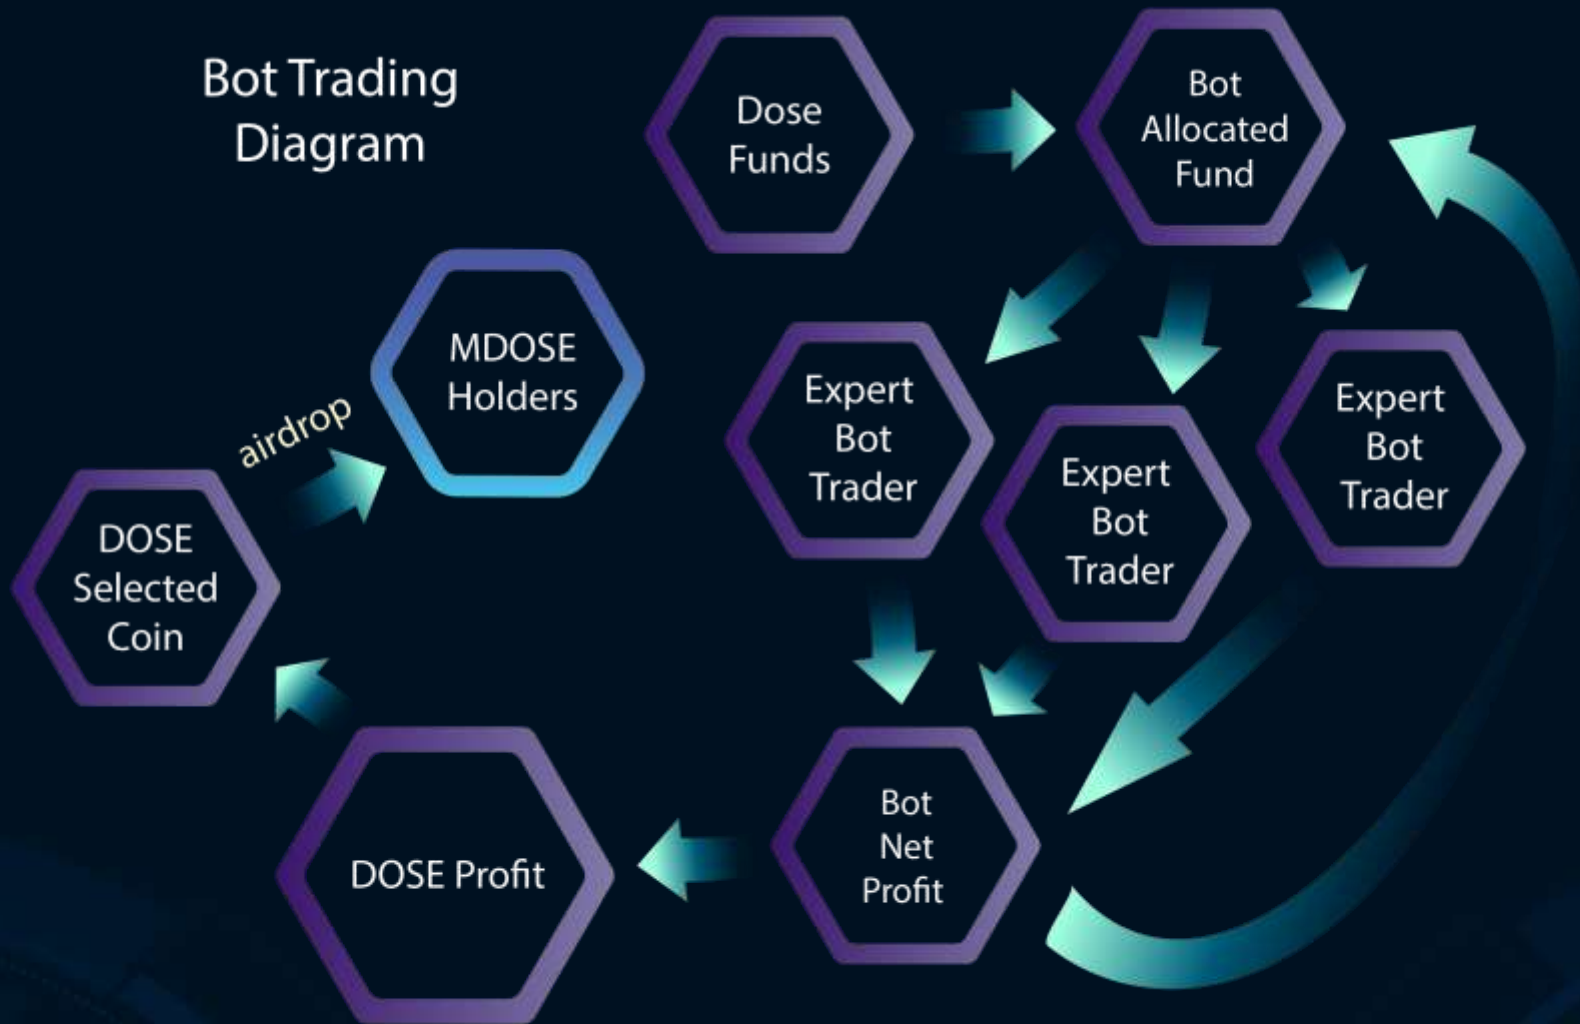 Bot Trading
Diagram
Dose
Funds
Bot
Allocated
Fund
MDOSE
Holders
airdrop
Expert
Bot
Trader
Expert
Bot
Trader
Expert
Bot
Trader
DOSE
Selected
Coin
DOSE Profit
Bot
Net
Profit